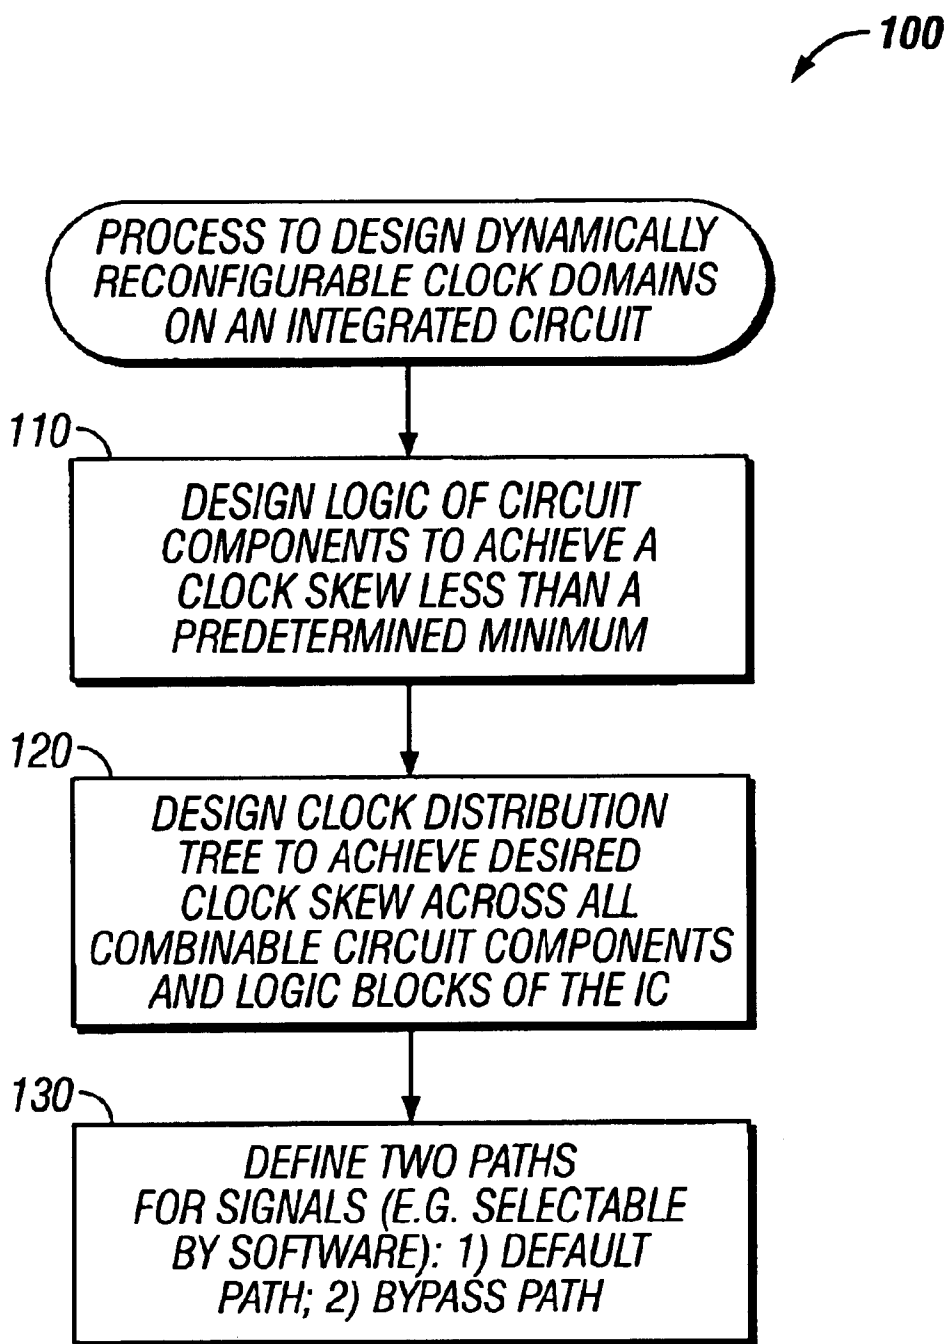 100
PROCESS TO DESIGN DYNAMICALLY
RECONFIGURABLE CLOCK DOMAINS
ON AN INTEGRATED CIRCUIT
110
DESIGN LOGIC OF CIRCUIT
COMPONENTS TO ACHIEVE A
CLOCK SKEW LESS THAN A
PREDETERMINED MINIMUM
120
DESIGN CLOCK DISTRIBUTION
TREE TO ACHIEVE DESIRED
CLOCK SKEW ACROSS ALL
COMBINABLE CIRCUIT COMPONENTS
AND LOGIC BLOCKS OF THE IC
130
DEFINE TWO PATHS
FOR SIGNALS (E.G. SELECTABLE
BY SOFTWARE): 1) DEFAULT
PATH; 2) BYPASS PATH